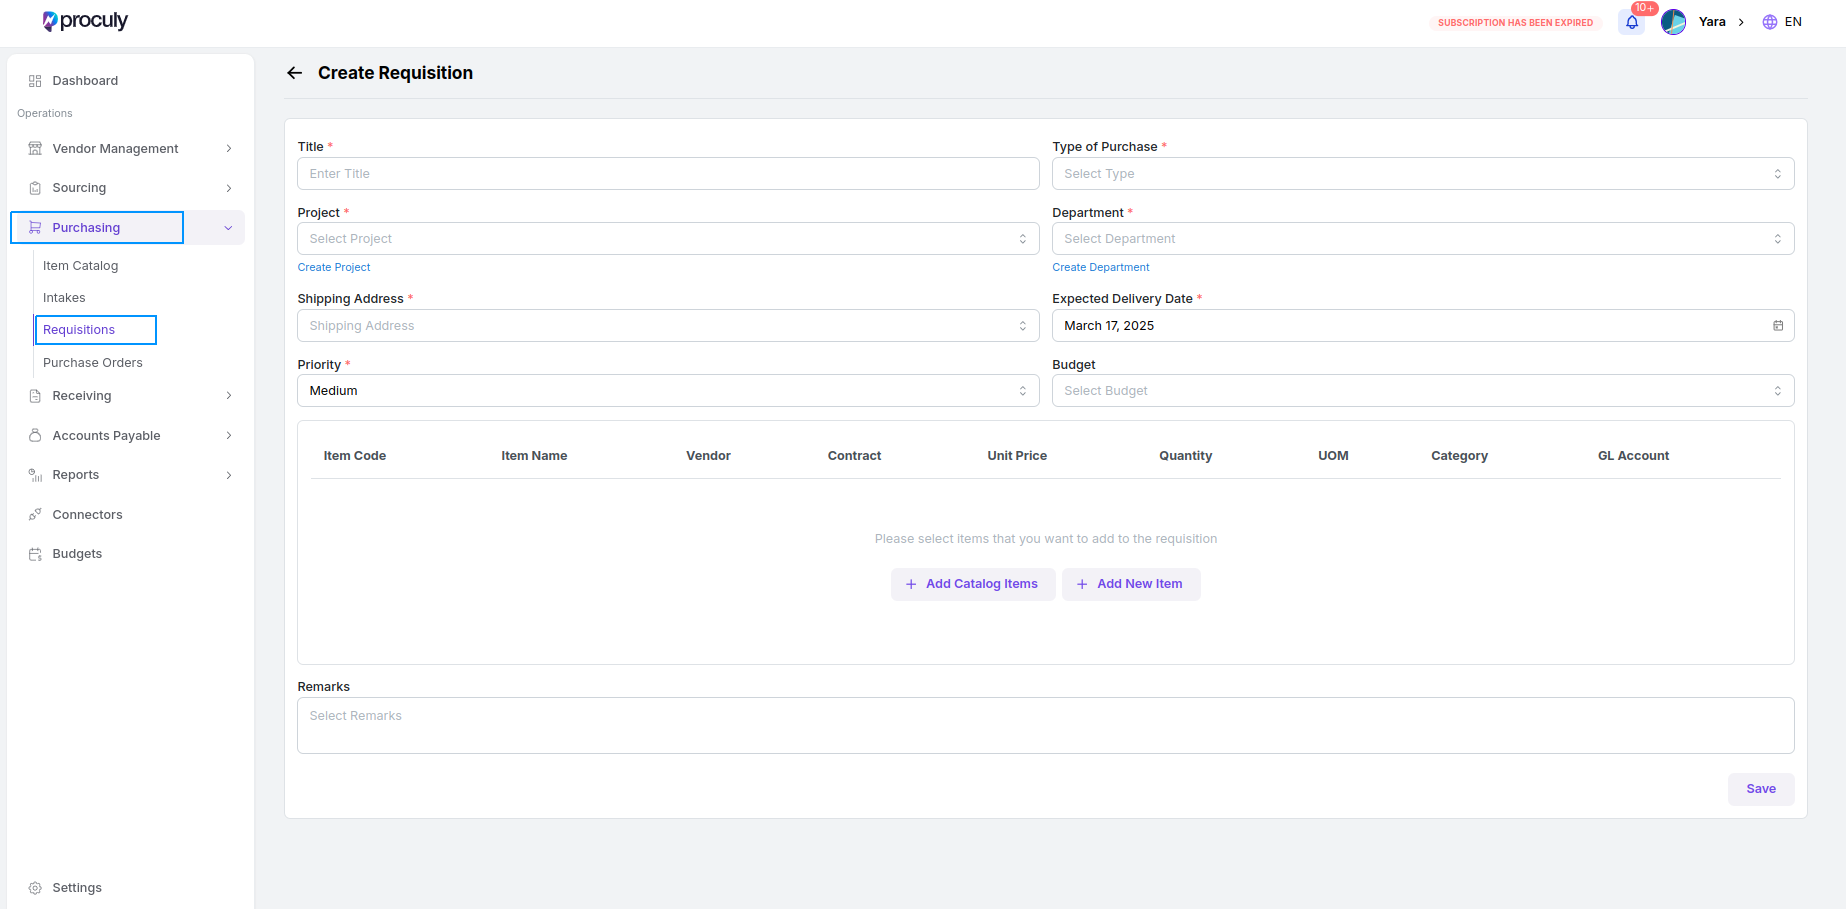 proculy
SUBSCRIPTION HAS BEEN EXPIRED
10+
Yara
EN
Dashboard
Operations
Vendor Management
Sourcing
Purchasing
Item Catalog
Intakes
Requisitions
Purchase Orders
Receiving
Accounts Payable
Reports
Connectors
Budgets
Settings
Create Requisition
Title *
Enter Title
Type of Purchase *
Select Type
Project *
Select Project
Create Project
Department *
Select Department
Create Department
Shipping Address *
Shipping Address
Expected Delivery Date *
March 17, 2025
Priority *
Medium
Budget
Select Budget
Item Code Item Name Vendor Contract Unit Price Quantity UOM Category GL Account
Please select items that you want to add to the requisition
+ Add Catalog Items + Add New Item
Remarks
Select Remarks
Save